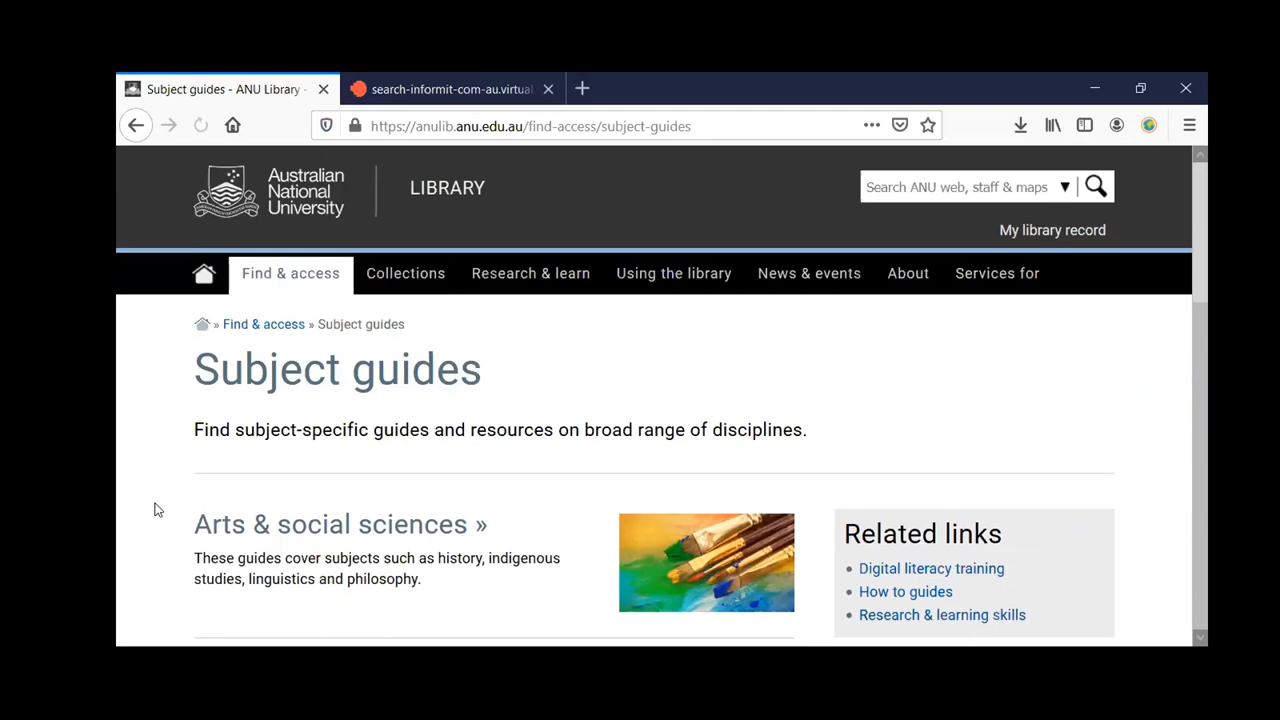 Subject guides - ANU Library -
search-informit-com-au.virtual
https://anulib.anu.edu.au/find-access/subject-guides
Australian
National
University
LIBRARY
Search ANU web, staff & maps
My library record
Find & access
Collections
Research & learn
Using the library
News & events
About
Services for
» Find & access » Subject guides
Subject guides
Find subject-specific guides and resources on broad range of disciplines.
Arts & social sciences »
These guides cover subjects such as history, indigenous
studies, linguistics and philosophy.
Related links
Digital literacy training
How to guides
Research & learning skills